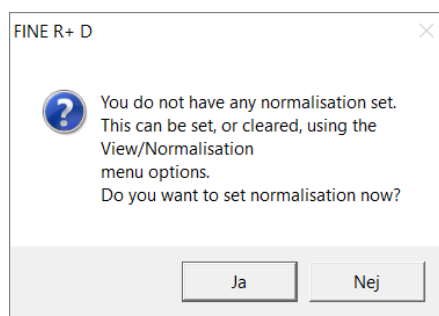 FINE R+ D
You do not have any normalisation set.
This can be set, or cleared, using the
View/Normalisation
menu options.
Do you want to set normalisation now?
Ja
Nej